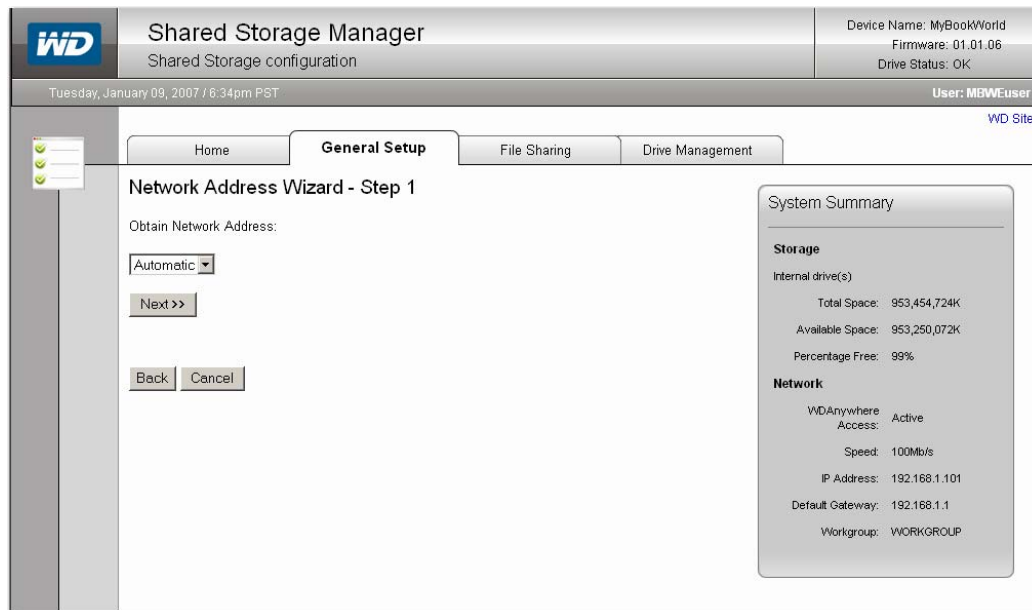 WD
Shared Storage Manager
Shared Storage configuration
Device Name: MyBookWorld
Firmware: 01.01.06
Drive Status: OK
Tuesday, January 09, 2007 / 6:34pm PST
User: MBWEuser
WD Site
Home
General Setup
File Sharing
Drive Management
Network Address Wizard - Step 1
Obtain Network Address:
Automatic
Next >>
Back
Cancel
System Summary
Storage
Internal drive(s)
Total Space: 953,454,724K
Available Space: 953,250,072K
Percentage Free: 99%
Network
WDAnywhere
Access: Active
Speed: 100Mb/s
IP Address: 192.168.1.101
Default Gateway: 192.168.1.1
Workgroup: WORKGROUP